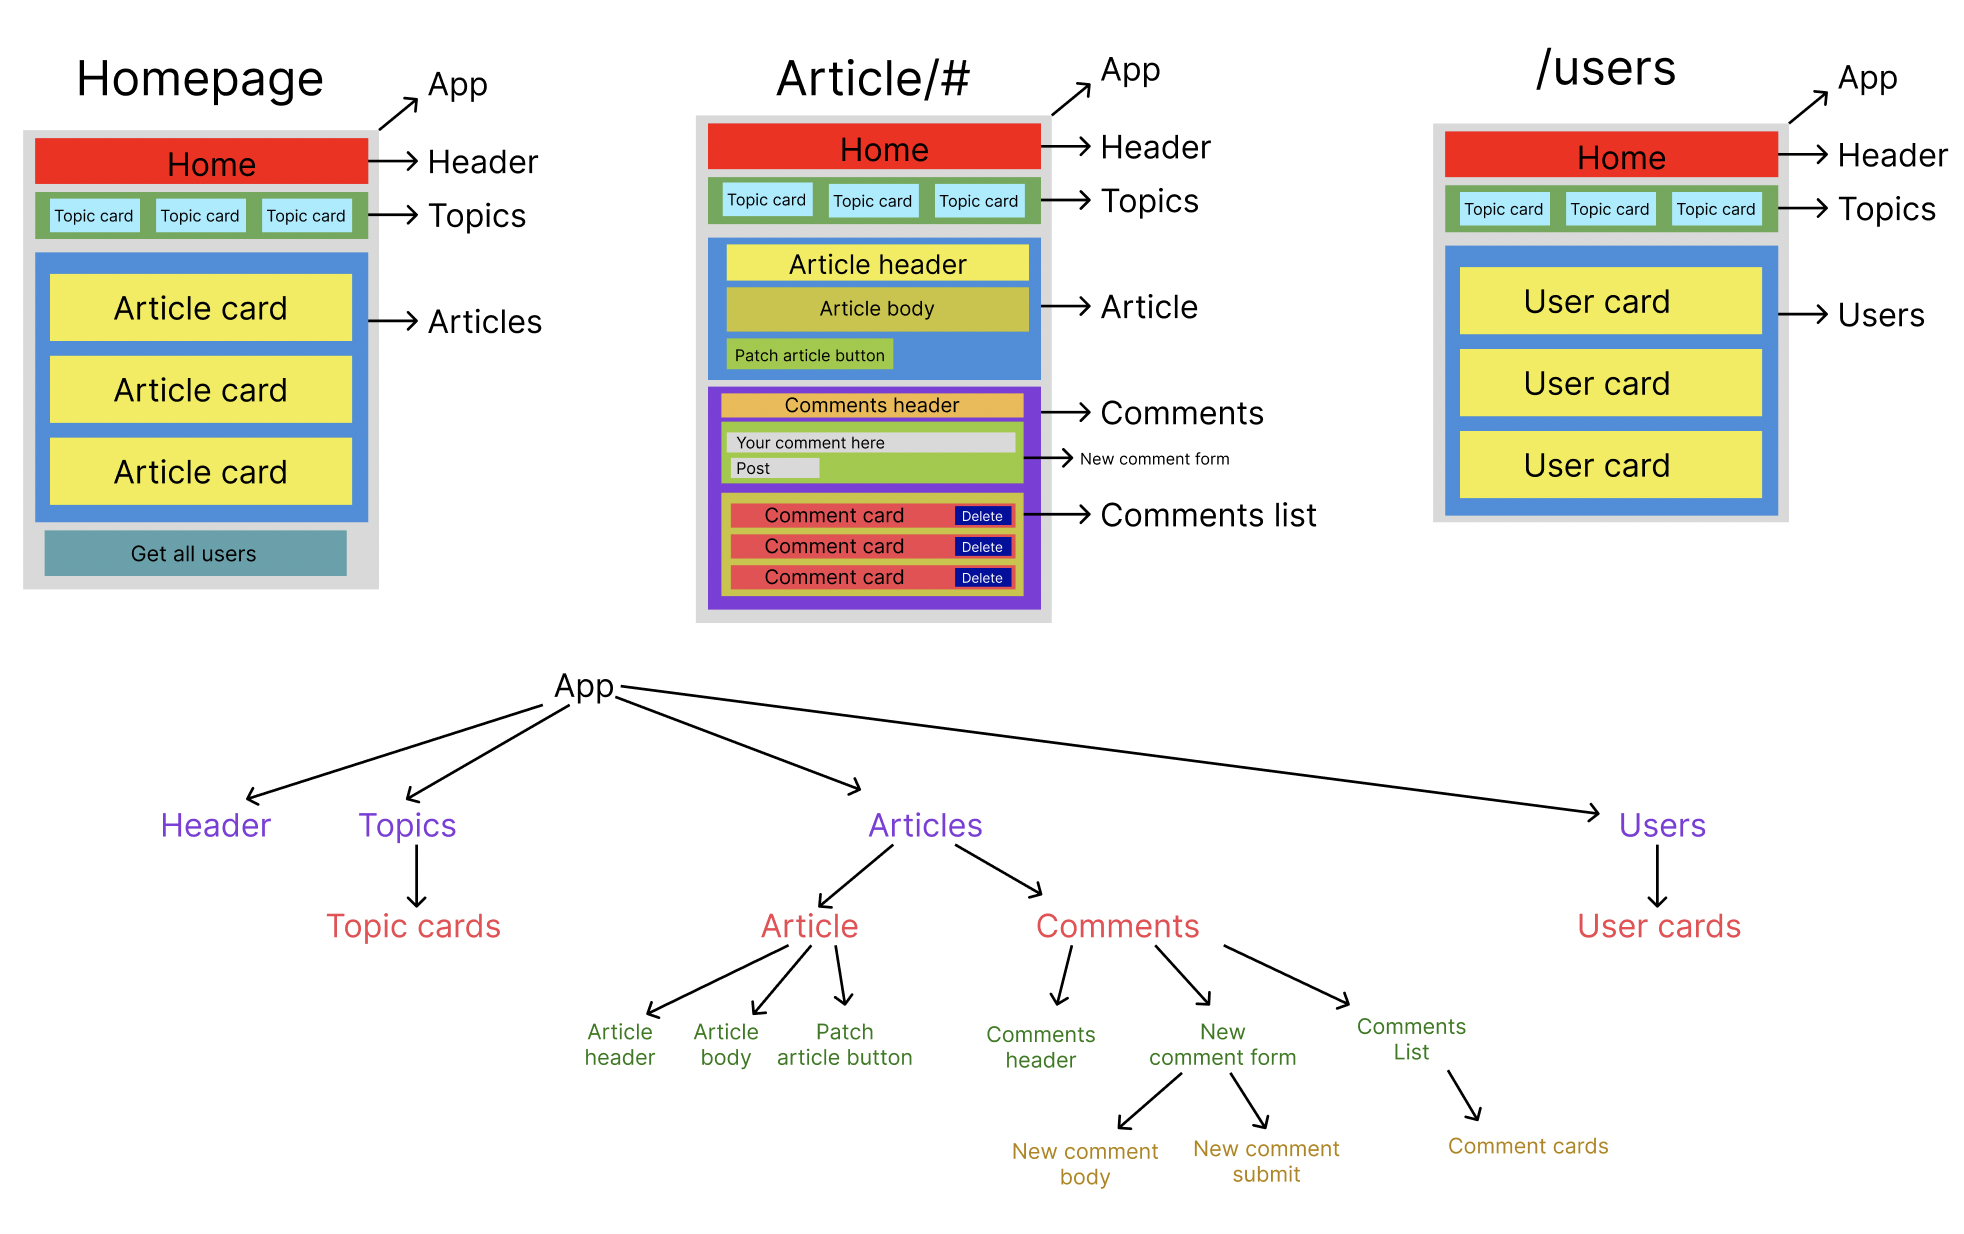 Homepage
App
Home
Header
Topic card Topic card Topic card
Topics
Article card
Articles
Article card
Article card
Get all users
Article/#
App
Home
Header
Topic card Topic card Topic card
Topics
Article header
Article body
Article
Patch article button
Comments header
Comments
Your comment here
Post
New comment form
Comment card Delete
Comments list
Comment card Delete
Comment card Delete
/users
App
Home
Header
Topic card Topic card Topic card
Topics
User card
Users
User card
User card
App
Header
Topics
Articles
Users
Topic cards
Article
Comments
User cards
Article
header
Article
body
Patch
article button
Comments
header
New
comment form
Comments
List
New comment
body
New comment
submit
Comment cards